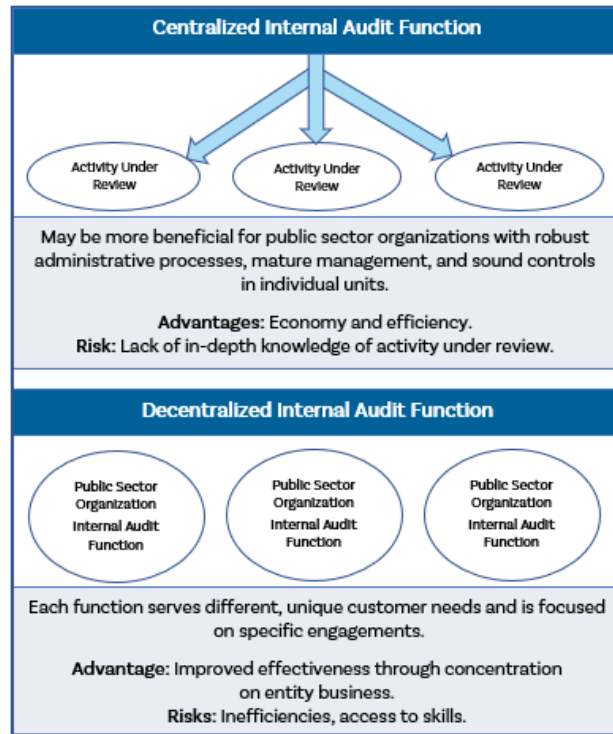 Centralized Internal Audit Function
Activity Under
Review
Activity Under
Review
Activity Under
Review
May be more beneficial for public sector organizations with robust
administrative processes, mature management, and sound controls
in individual units.
Advantages: Economy and efficiency.
Risk: Lack of in-depth knowledge of activity under review.
Decentralized Internal Audit Function
Public Sector
Organization
Internal Audit
Function
Public Sector
Organization
Internal Audit
Function
Public Sector
Organization
Internal Audit
Function
Each function serves different, unique customer needs and is focused
on specific engagements.
Advantage: Improved effectiveness through concentration
on entity business.
Risks: Inefficiencies, access to skills.